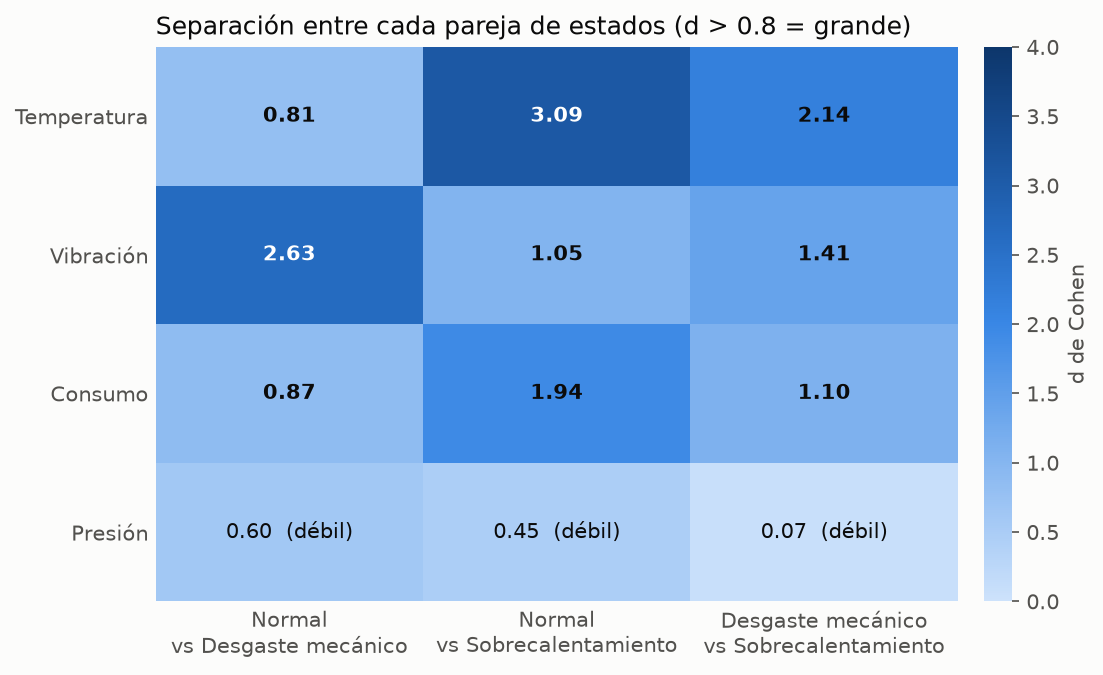 Separación entre cada pareja de estados (d > 0.8 = grande)
Temperatura 0.81 3.09 2.14
Vibración 2.63 1.05 1.41
Consumo 0.87 1.94 1.10
Presión 0.60 (débil) 0.45 (débil) 0.07 (débil)
Normal
vs Desgaste mecánico
Normal
vs Sobrecalentamiento
Desgaste mecánico
vs Sobrecalentamiento
4.0
3.5
3.0
2.5
2.0
1.5
1.0
0.5
0.0
d de Cohen